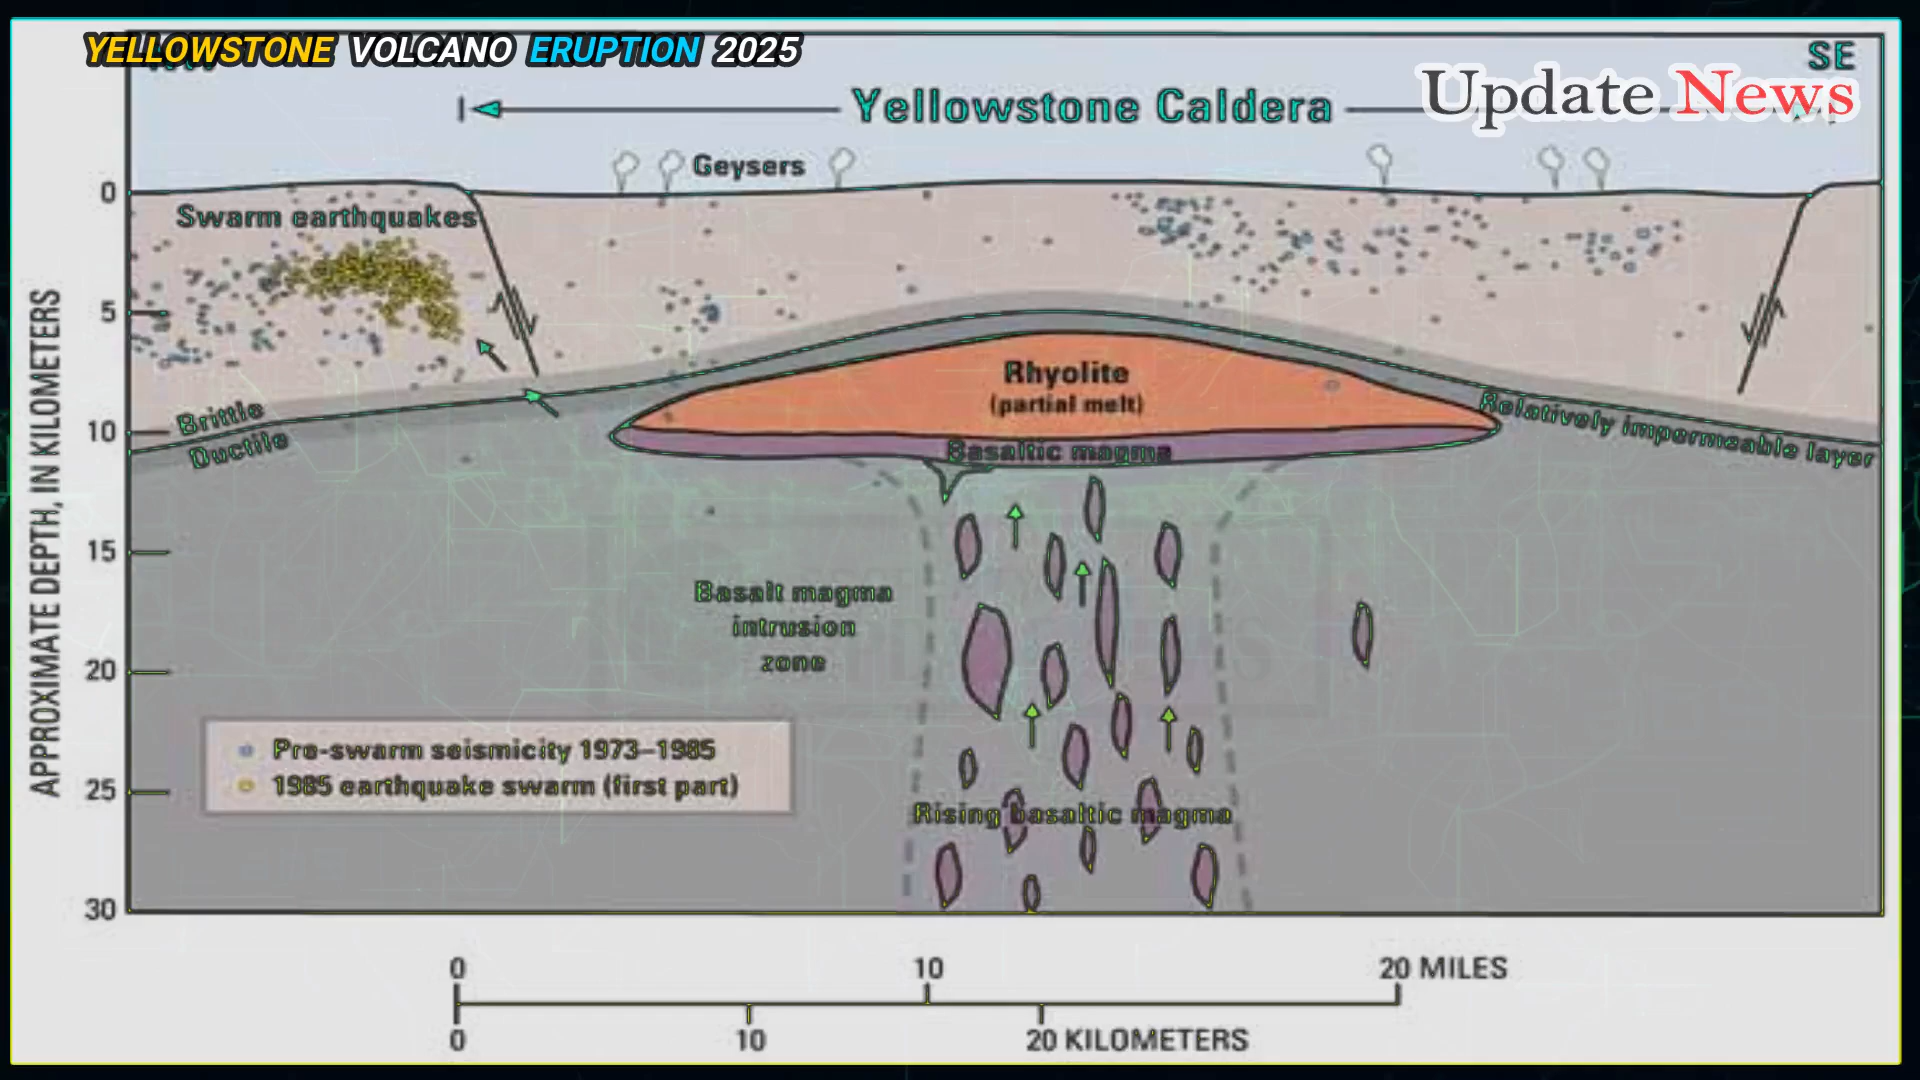 YELLOWSTONE VOLCANO ERUPTION 2025
SE
Update News
Yellowstone Caldera
Geysers
0
Swarm earthquakes
5
Rhyolite
(partial melt)
Brittle
Relatively impermeable layer
10
Ductile
Basaltic magma
APPROXIMATE DEPTH, IN KILOMETERS
15
Basalt magma
intrusion
zone
20
Pre-swarm seismicity 1973–1985
1985 earthquake swarm (first part)
25
Rising basaltic magma
30
0 10 20 MILES
0 10 20 KILOMETERS